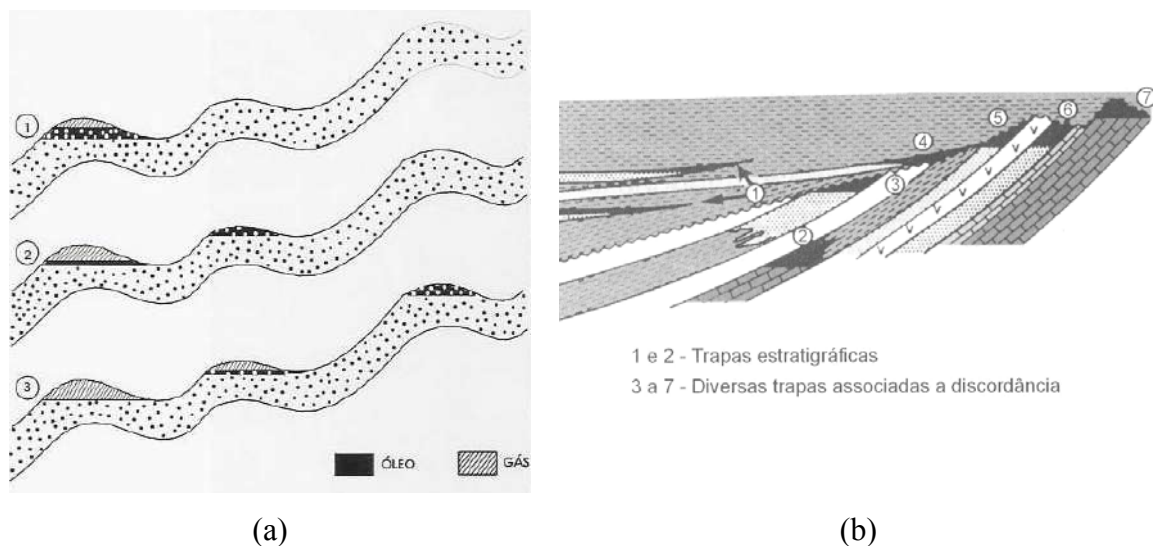 1
2
3
ÓLEO
GÁS
(a)
7
6
5
4
3
1
2
1 e 2 - Trapas estratigráficas
3 a 7 - Diversas trapas associadas a discordância
(b)